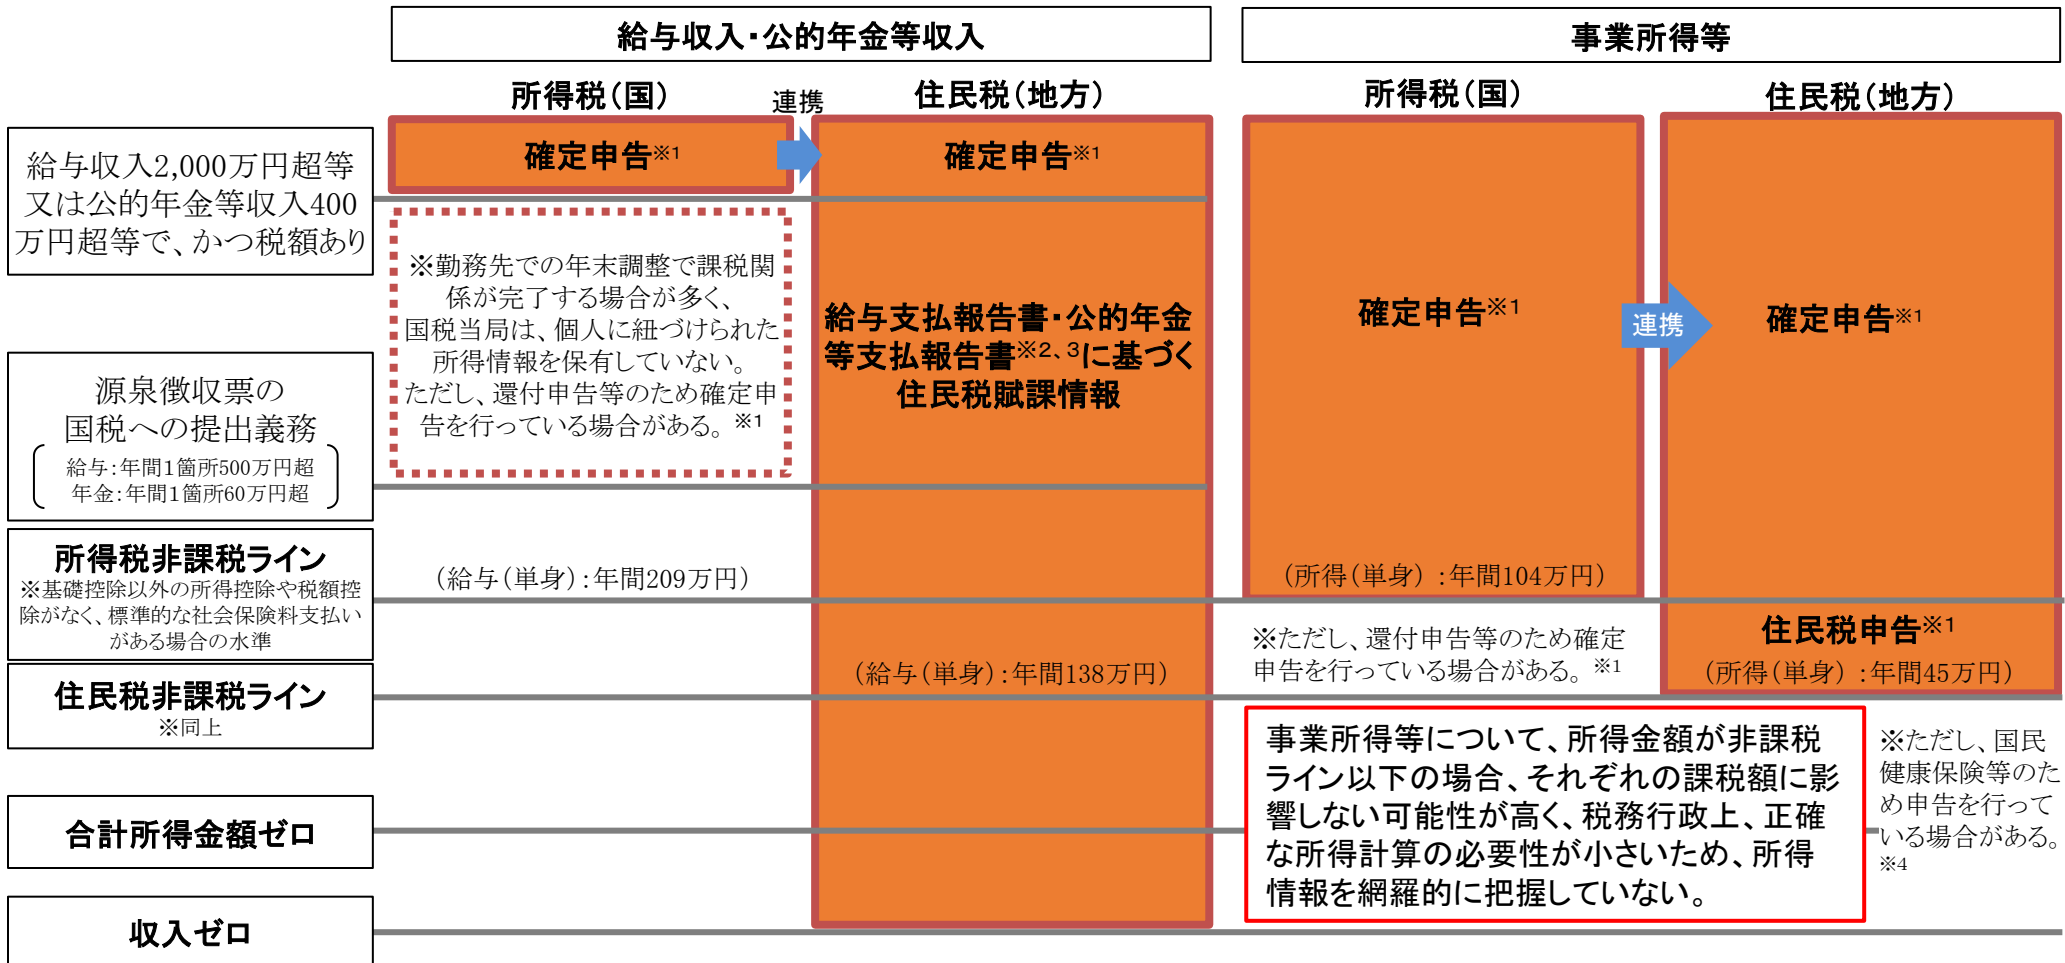 給与収入・公的年金等収入
事業所得等
所得税（国）
連携
住民税（地方）
所得税（国）
住民税（地方）
給与収入2,000万円超等
又は公的年金等収入400
万円超等で、かつ税額あり
確定申告※1
確定申告※1
※勤務先での年末調整で課税関
係が完了する場合が多く、
国税当局は、個人に紐づけられた
所得情報を保有していない。
ただし、還付申告等のため確定申
告を行っている場合がある。※1
給与支払報告書・公的年金
等支払報告書※2、3に基づく
住民税賦課情報
確定申告※1
連携
確定申告※1
源泉徴収票の
国税への提出義務
給与：年間1箇所500万円超
年金：年間1箇所60万円超
所得税非課税ライン
※基礎控除以外の所得控除や税額控
除がなく、標準的な社会保険料支払い
がある場合の水準
（給与（単身）：年間209万円）
（所得（単身）：年間104万円）
※ただし、還付申告等のため確定
申告を行っている場合がある。※1
住民税申告※1
（所得（単身）：年間45万円）
住民税非課税ライン
※同上
（給与（単身）：年間138万円）
事業所得等について、所得金額が非課税
ライン以下の場合、それぞれの課税額に影
響しない可能性が高く、税務行政上、正確
な所得計算の必要性が小さいため、所得
情報を網羅的に把握していない。
※ただし、国民
健康保険等のた
め申告を行って
いる場合がある。
※4
合計所得金額ゼロ
収入ゼロ